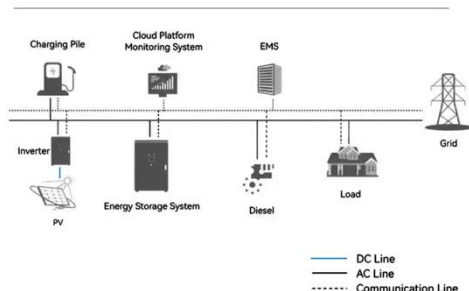 Charging Pile
Cloud Platform
Monitoring System
EMS
Grid
Inverter
PV
Energy Storage System
Diesel
Load
DC Line
AC Line
Communication Line